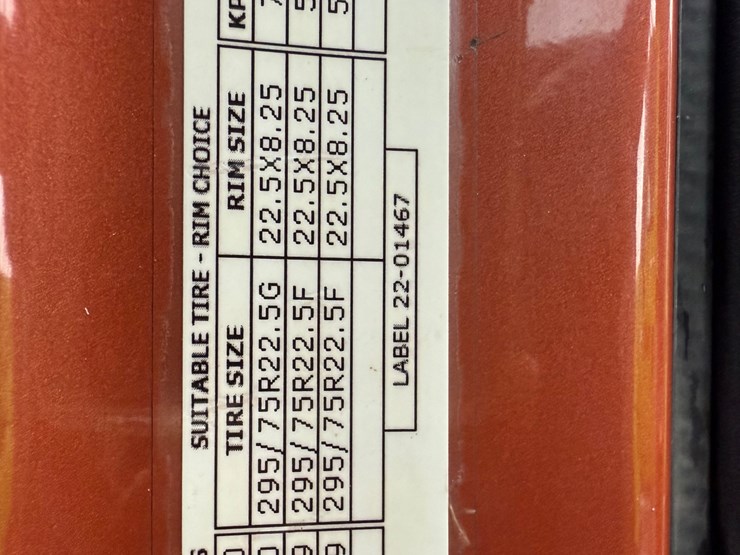 SUITABLE TIRE - RIM CHOICE
TIRE SIZE RIM SIZE
295/75R22.5G 22.5X8.25
295/75R22.5F 22.5X8.25
295/75R22.5F 22.5X8.25
LABEL 22-01467